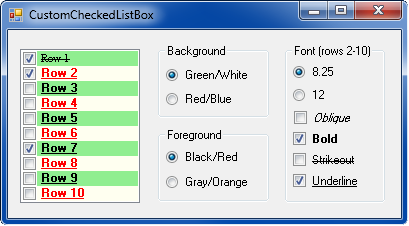 CustomCheckedListBox
Row 1
Row 2
Row 3
Row 4
Row 5
Row 6
Row 7
Row 8
Row 9
Row 10
Background
Green/White
Red/Blue
Foreground
Black/Red
Gray/Orange
Font (rows 2-10)
8.25
12
Oblique
Bold
Strikeout
Underline